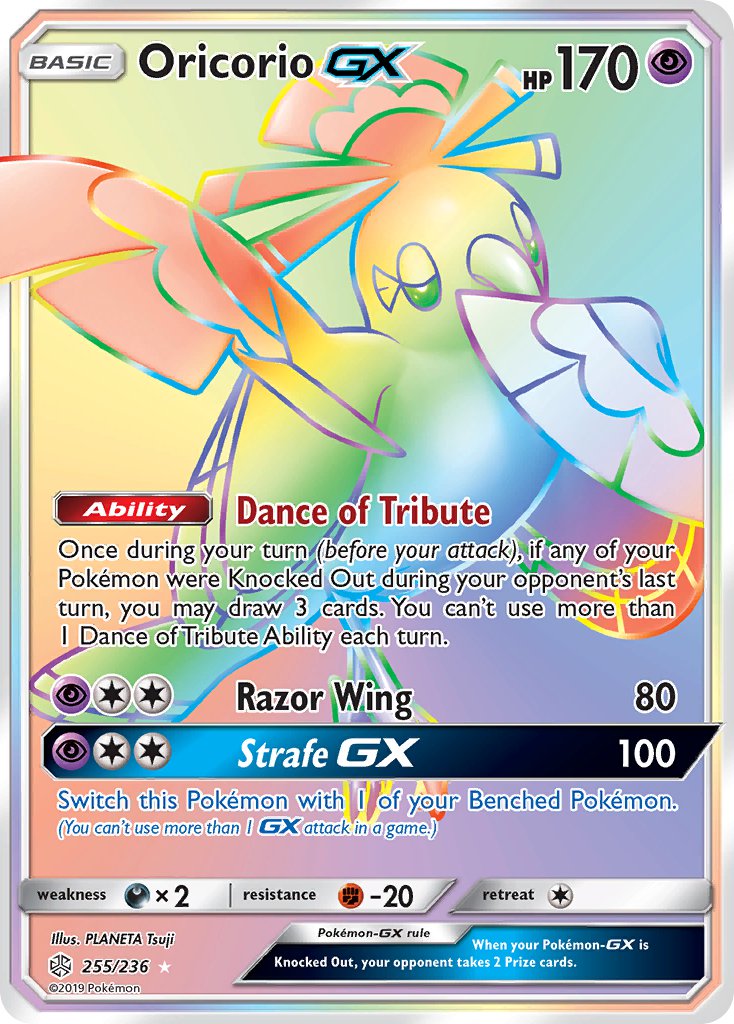 BASIC Oricorio GX HP 170
Ability Dance of Tribute
Once during your turn (before your attack), if any of your
Pokémon were Knocked Out during your opponent's last
turn, you may draw 3 cards. You can't use more than
1 Dance of Tribute Ability each turn.
Razor Wing 80
Strafe GX 100
Switch this Pokémon with 1 of your Benched Pokémon.
(You can't use more than 1 GX attack in a game.)
weakness ×2 resistance -20 retreat
Illus. PLANETA Tsuji
Pokémon-GX rule
When your Pokémon-GX is
Knocked Out, your opponent takes 2 Prize cards.
255/236
©2019 Pokémon